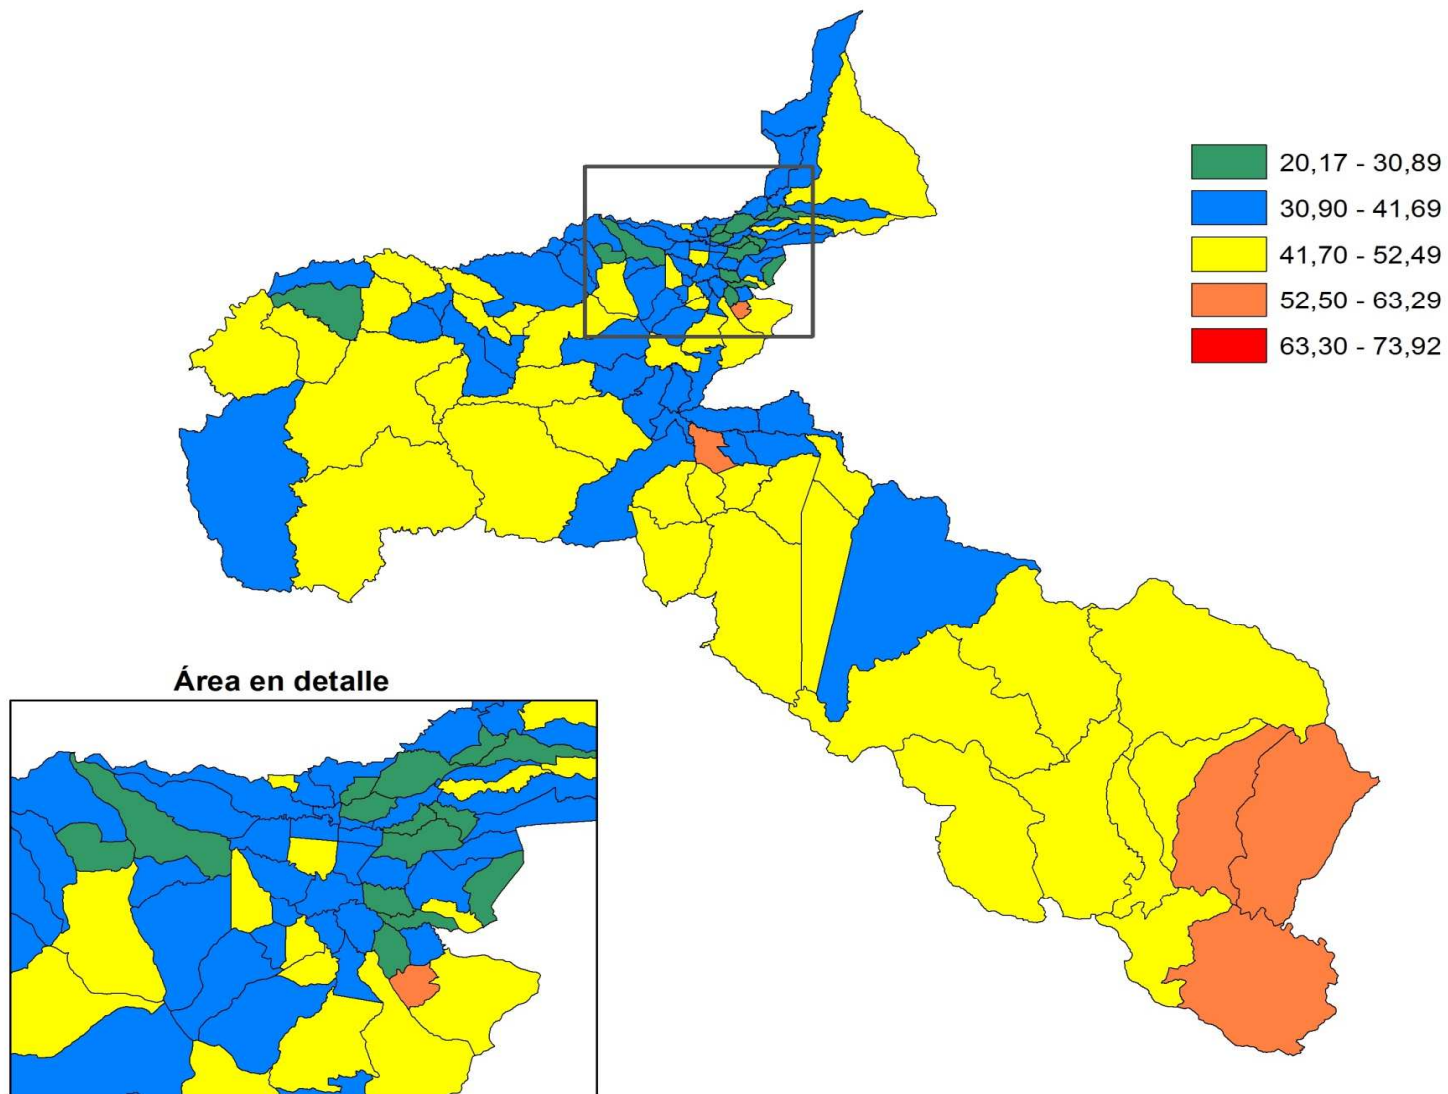 20,17 - 30,89
30,90 - 41,69
41,70 - 52,49
52,50 - 63,29
63,30 - 73,92
Área en detalle